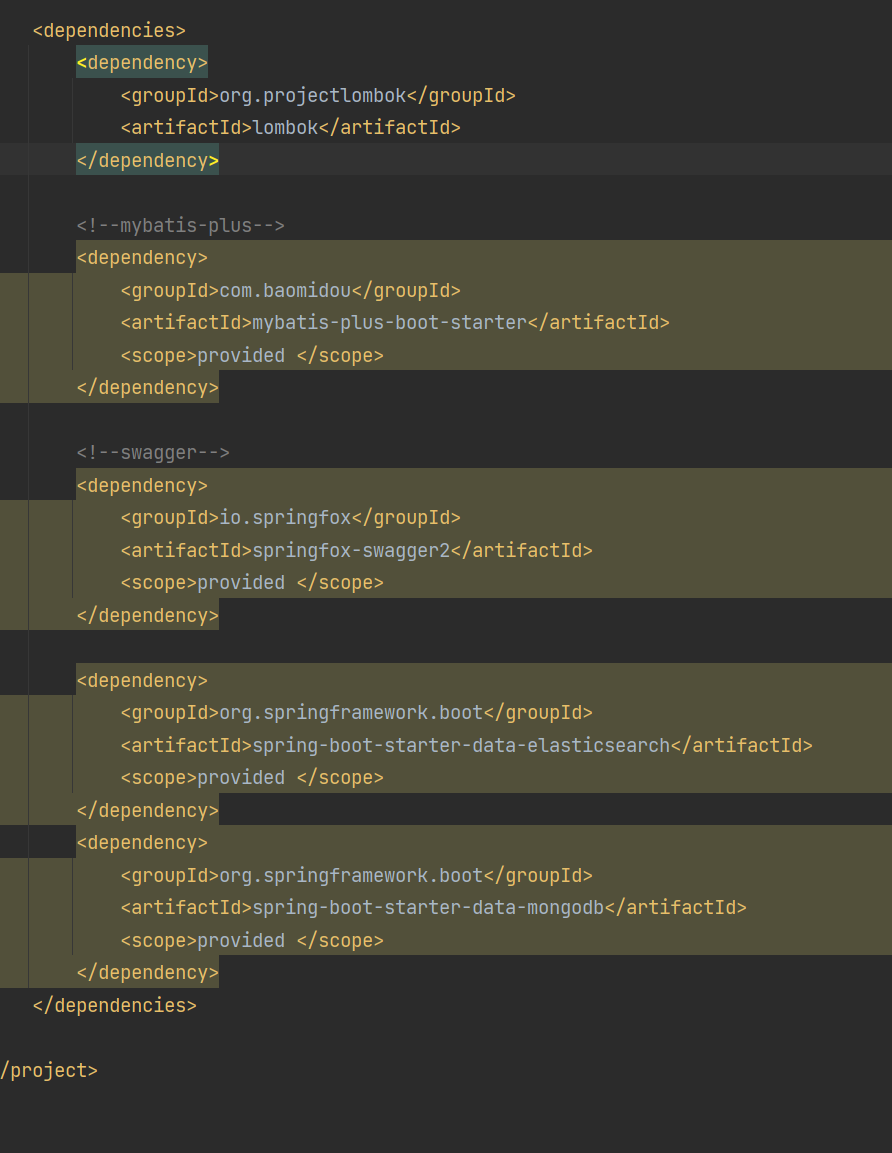 <dependencies>
<dependency>
<groupId>org.projectlombok</groupId>
<artifactId>lombok</artifactId>
</dependency>
<!--mybatis-plus-->
<dependency>
<groupId>com.baomidou</groupId>
<artifactId>mybatis-plus-boot-starter</artifactId>
<scope>provided </scope>
</dependency>
<!--swagger-->
<dependency>
<groupId>io.springfox</groupId>
<artifactId>springfox-swagger2</artifactId>
<scope>provided </scope>
</dependency>
<dependency>
<groupId>org.springframework.boot</groupId>
<artifactId>spring-boot-starter-data-elasticsearch</artifactId>
<scope>provided </scope>
</dependency>
<dependency>
<groupId>org.springframework.boot</groupId>
<artifactId>spring-boot-starter-data-mongodb</artifactId>
<scope>provided </scope>
</dependency>
</dependencies>
/project>